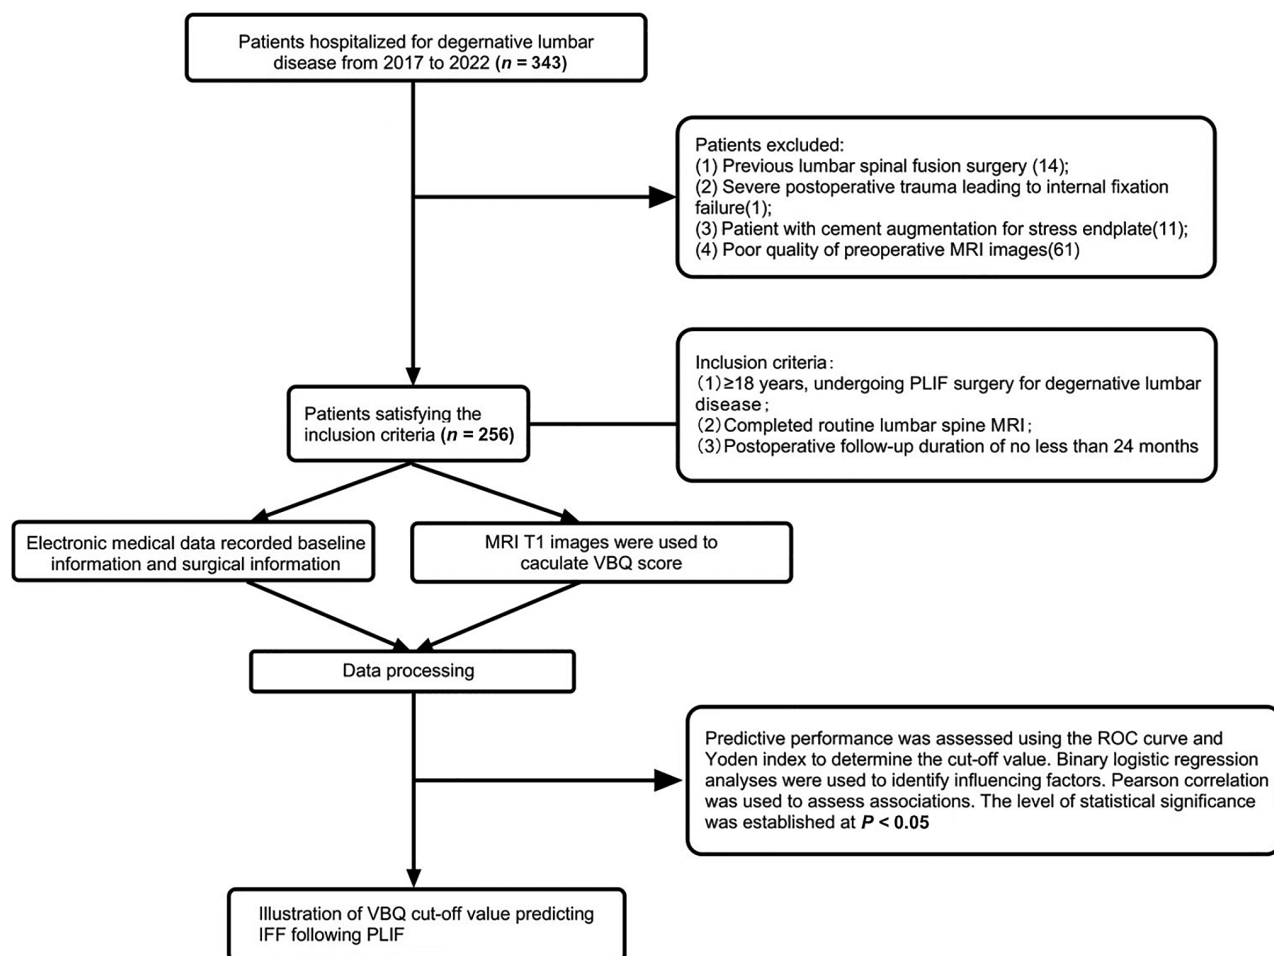 Patients hospitalized for degernative lumbar
disease from 2017 to 2022 (n = 343)
Patients excluded:
(1) Previous lumbar spinal fusion surgery (14);
(2) Severe postoperative trauma leading to internal fixation
failure(1);
(3) Patient with cement augmentation for stress endplate(11);
(4) Poor quality of preoperative MRI images(61)
Inclusion criteria:
(1)≥18 years, undergoing PLIF surgery for degernative lumbar
disease;
(2)Completed routine lumbar spine MRI;
(3)Postoperative follow-up duration of no less than 24 months
Patients satisfying the
inclusion criteria (n = 256)
Electronic medical data recorded baseline
information and surgical information
MRI T1 images were used to
caculate VBQ score
Data processing
Predictive performance was assessed using the ROC curve and
Yoden index to determine the cut-off value. Binary logistic regression
analyses were used to identify influencing factors. Pearson correlation
was used to assess associations. The level of statistical significance
was established at P < 0.05
Illustration of VBQ cut-off value predicting
IFF following PLIF